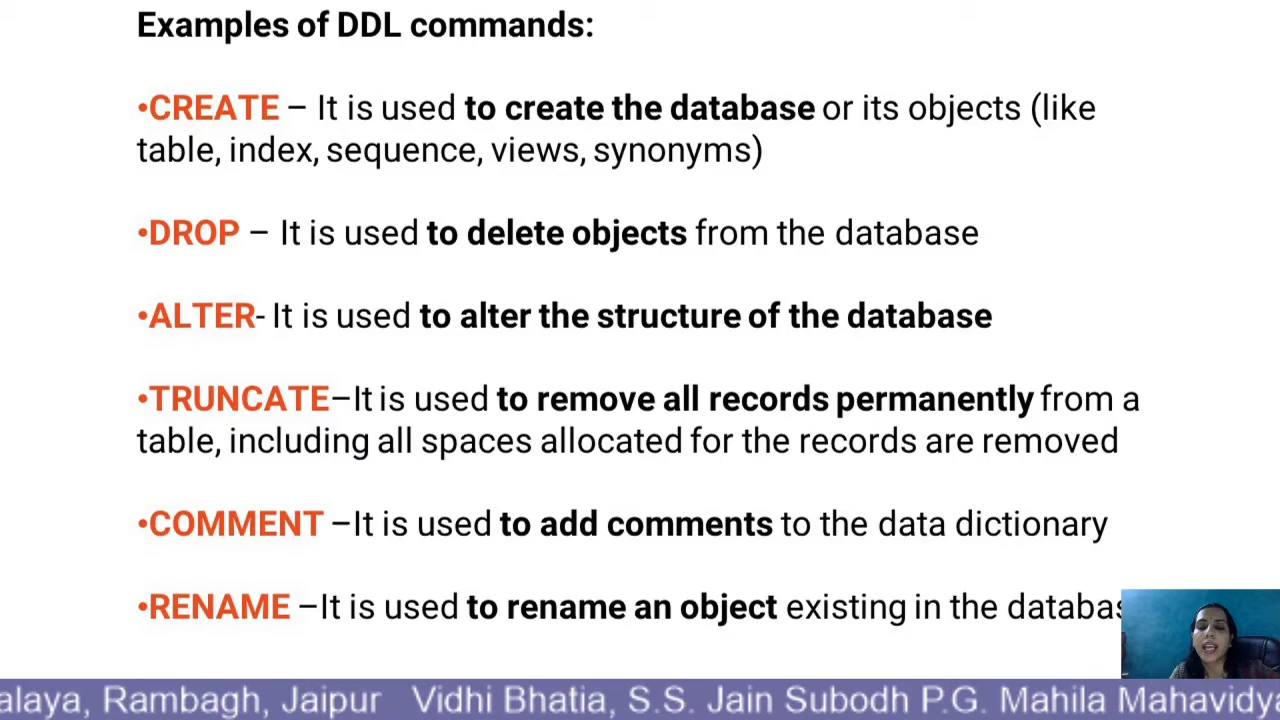 Examples of DDL commands:
•CREATE – It is used to create the database or its objects (like
table, index, sequence, views, synonyms)
•DROP – It is used to delete objects from the database
•ALTER- It is used to alter the structure of the database
•TRUNCATE–It is used to remove all records permanently from a
table, including all spaces allocated for the records are removed
•COMMENT –It is used to add comments to the data dictionary
•RENAME –It is used to rename an object existing in the databas
alaya, Rambagh, Jaipur Vidhi Bhatia, S.S. Jain Subodh P.G. Mahila Mahavidya